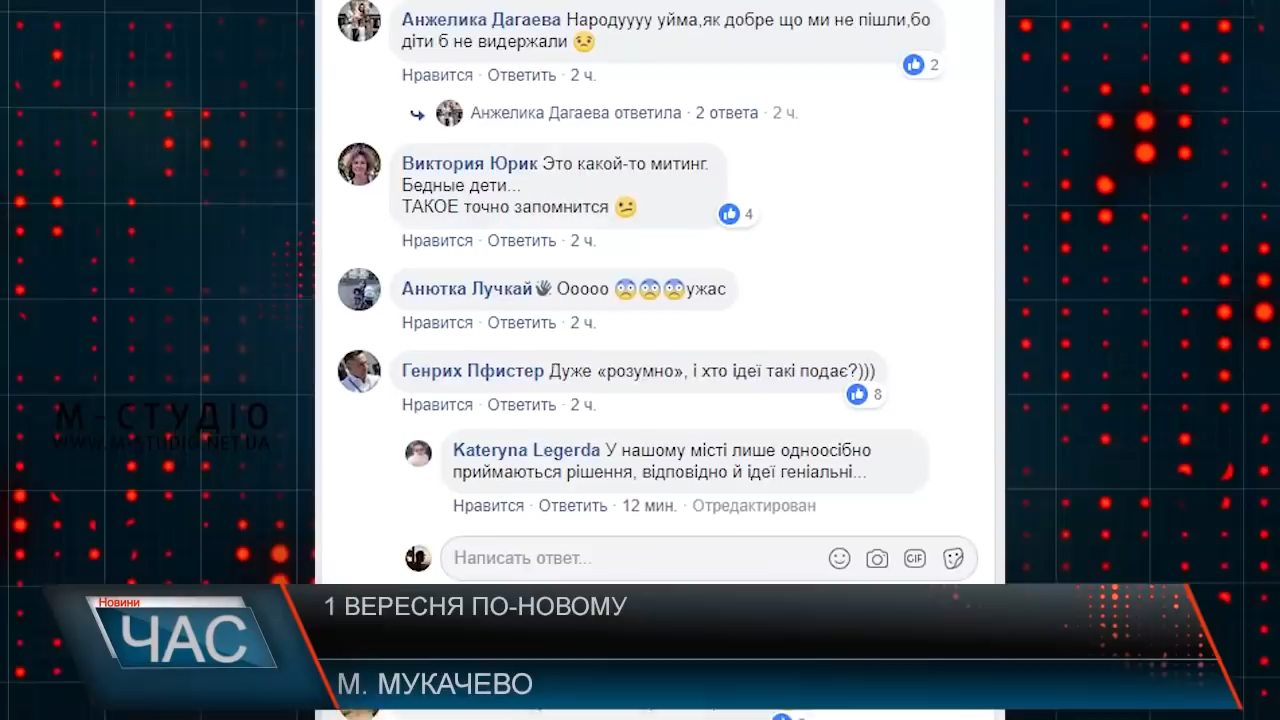 Анжелика Дагаева Народуууу уйма,як добре що ми не пішли,бо
діти б не видержали
2
Нравится · Ответить · 2 ч.
Анжелика Дагаева ответила · 2 ответа · 2 ч.
Виктория Юрик Это какой-то митинг.
Бедные дети...
ТАКОЕ точно запомнится
4
Нравится · Ответить · 2 ч.
Анютка Лучкай Ооооо ужас
Нравится · Ответить · 2 ч.
Генрих Пфистер Дуже «розумно», і хто ідеї такі подає?)))
8
Нравится · Ответить · 2 ч.
М-СТУДІО
WWW.M-STUDIO.NET.UA
Kateryna Legerda У нашому місті лише одноосібно
приймаються рішення, відповідно й ідеї геніальні...
Нравится · Ответить · 12 мин. · Отредактирован
Написать ответ...
GIF
Новини
ЧАС
1 ВЕРЕСНЯ ПО-НОВОМУ
М. МУКАЧЕВО